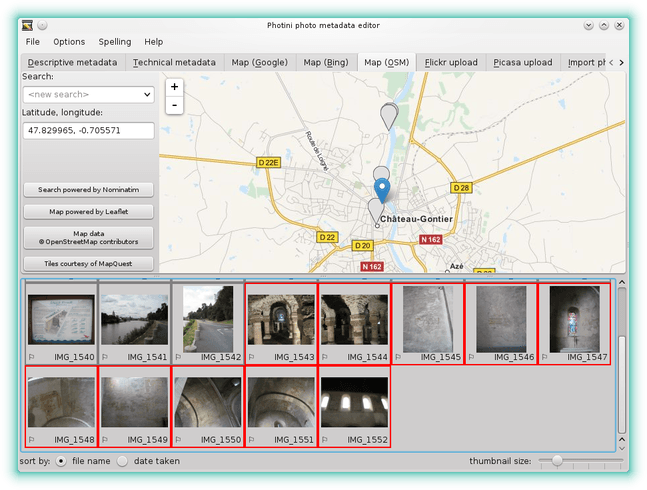 Photini photo metadata editor
File Options Spelling Help
Descriptive metadata Technical metadata Map (Google) Map (Bing) Map (OSM) Flickr upload Picasa upload Import ph
Search:
<new search>
Latitude, longitude:
47.829965, -0.705571
Search powered by Nominatim
Map powered by Leaflet
Map data
© OpenStreetMap contributors
Tiles courtesy of MapQuest
+
-
Route de Loigné
D 22E
D 28
Château-Gontier
D 22
D 20
N 162
N 162
Azé
IMG_1540 IMG_1541 IMG_1542 IMG_1543 IMG_1544 IMG_1545 IMG_1546 IMG_1547
IMG_1548 IMG_1549 IMG_1550 IMG_1551 IMG_1552
sort by: file name date taken thumbnail size: